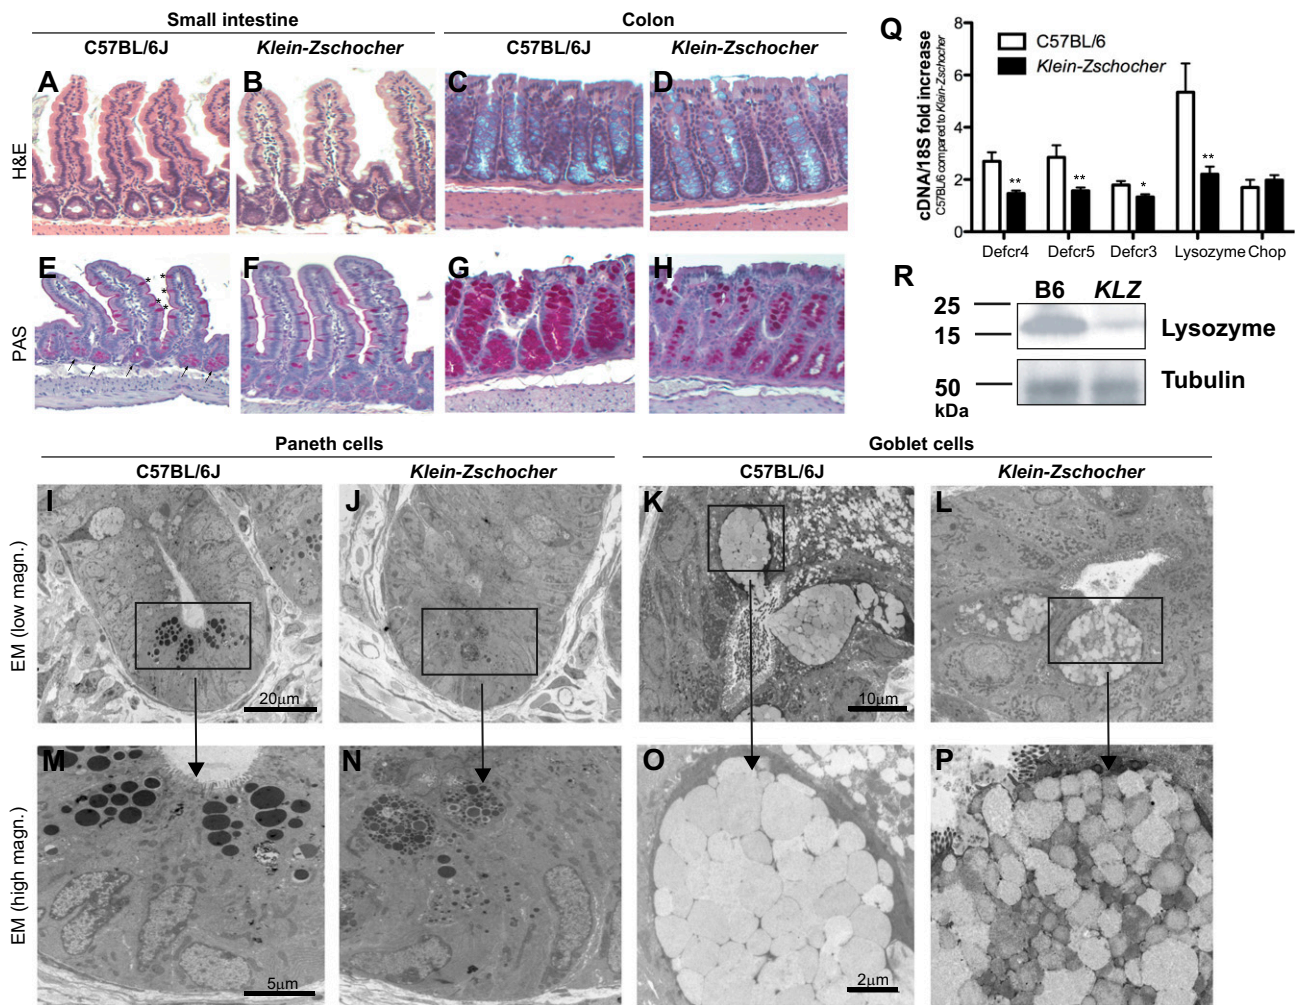 Small intestine
Colon
C57BL/6J
Klein-Zschocher
C57BL/6J
Klein-Zschocher
H&E
A
B
C
D
PAS
E
F
G
H
* * * * *
Q
cDNA/18S fold increase
C57BL/6 compared to Klein-Zschocher
8
6
4
2
0
C57BL/6
Klein-Zschocher
**
**
*
**
Defcr4
Defcr5
Defcr3
Lysozyme
Chop
R
B6
KLZ
25
15
Lysozyme
50
Tubulin
kDa
Paneth cells
Goblet cells
C57BL/6J
Klein-Zschocher
C57BL/6J
Klein-Zschocher
EM (low magn.)
I
J
K
L
20μm
10μm
EM (high magn.)
M
N
O
P
5μm
2μm